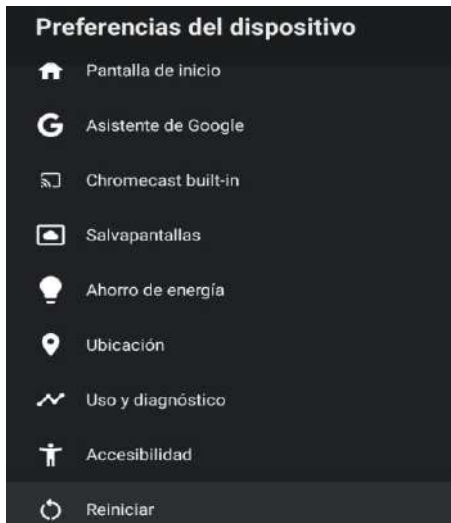 Preferencias del dispositivo
Pantalla de inicio
Asistente de Google
Chromecast built-in
Salvapantallas
Ahorro de energía
Ubicación
Uso y diagnóstico
Accesibilidad
Reiniciar